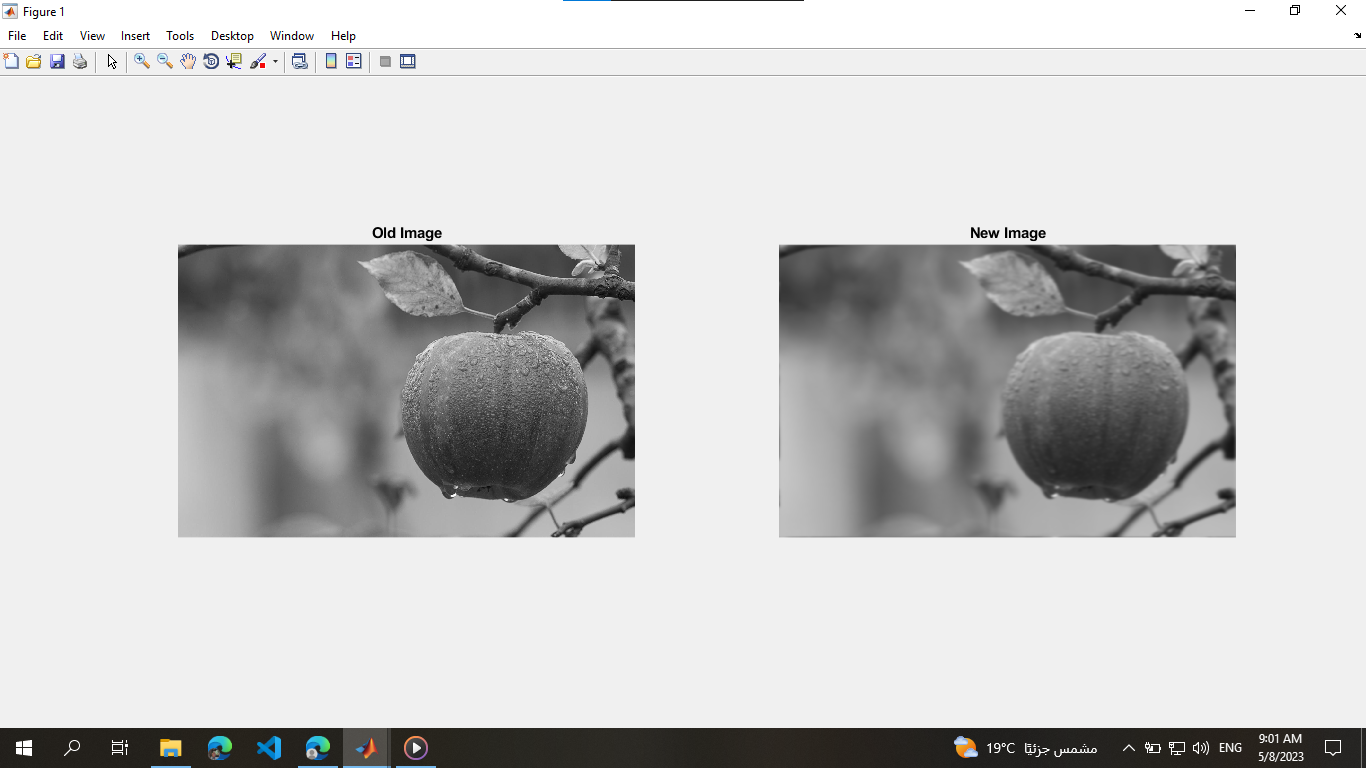 Figure 1
File Edit View Insert Tools Desktop Window Help
Old Image
New Image
19°C مشمس جزئيًا
ENG
9:01 AM
5/8/2023